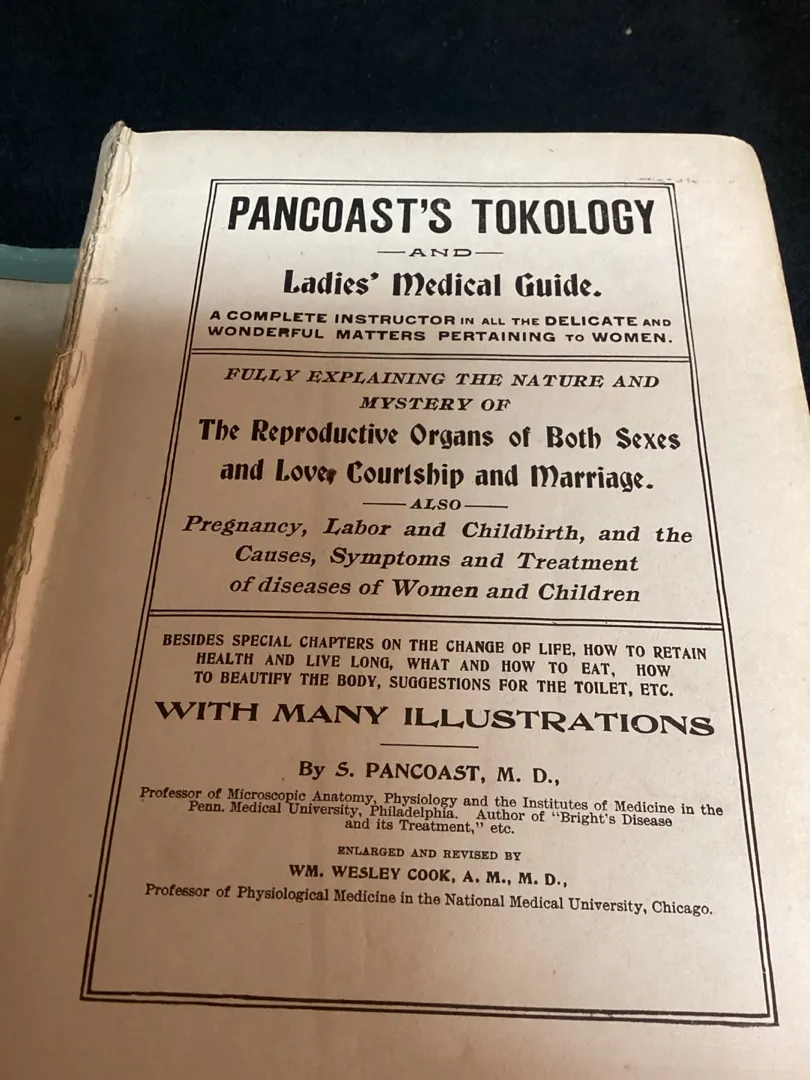 PANCOAST'S TOKOLOGY
—AND—
Ladies' Medical Guide.
A COMPLETE INSTRUCTOR IN ALL THE DELICATE AND
WONDERFUL MATTERS PERTAINING TO WOMEN.
FULLY EXPLAINING THE NATURE AND
MYSTERY OF
The Reproductive Organs of Both Sexes
and Love, Courtship and Marriage.
—ALSO—
Pregnancy, Labor and Childbirth, and the
Causes, Symptoms and Treatment
of diseases of Women and Children
BESIDES SPECIAL CHAPTERS ON THE CHANGE OF LIFE, HOW TO RETAIN
HEALTH AND LIVE LONG, WHAT AND HOW TO EAT, HOW
TO BEAUTIFY THE BODY, SUGGESTIONS FOR THE TOILET, ETC.
WITH MANY ILLUSTRATIONS
By S. PANCOAST, M. D.,
Professor of Microscopic Anatomy, Physiology and the Institutes of Medicine in the
Penn. Medical University, Philadelphia. Author of "Bright's Disease
and its Treatment," etc.
ENLARGED AND REVISED BY
WM. WESLEY COOK, A. M., M. D.,
Professor of Physiological Medicine in the National Medical University, Chicago.